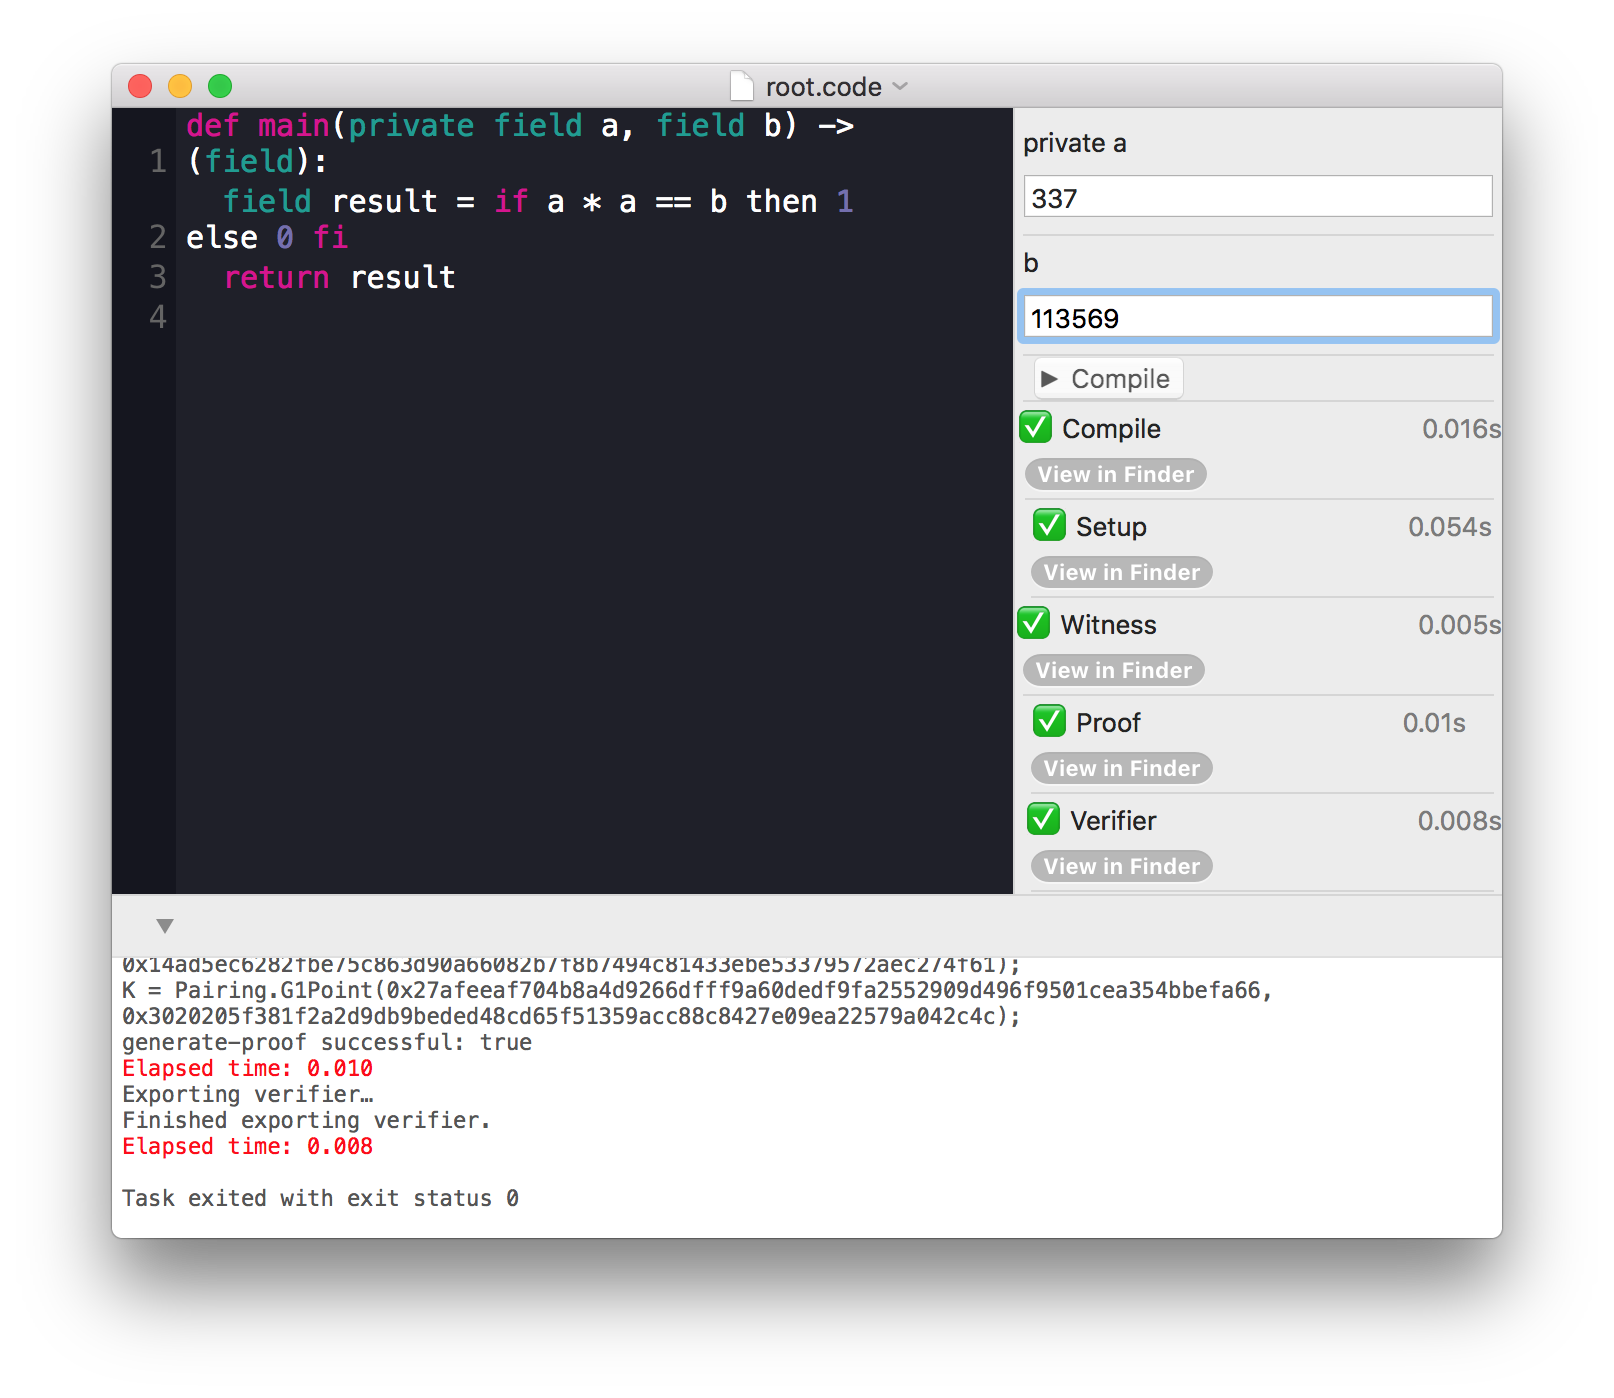 root.code
def main(private field a, field b) ->
1 (field):
field result = if a * a == b then 1
2 else 0 fi
3 return result
4
private a
337
b
113569
Compile
Compile 0.016s
View in Finder
Setup 0.054s
View in Finder
Witness 0.005s
View in Finder
Proof 0.01s
View in Finder
Verifier 0.008s
View in Finder
0x14ad5ec6282fbe75c863d90a66082b7f8b7494c81433ebe53379572aec274f61);
K = Pairing.G1Point(0x27afeeaf704b8a4d9266dfff9a60dedf9fa2552909d496f9501cea354bbefa66,
0x3020205f381f2a2d9db9beded48cd65f51359acc88c8427e09ea22579a042c4c);
generate-proof successful: true
Elapsed time: 0.010
Exporting verifier…
Finished exporting verifier.
Elapsed time: 0.008
Task exited with exit status 0